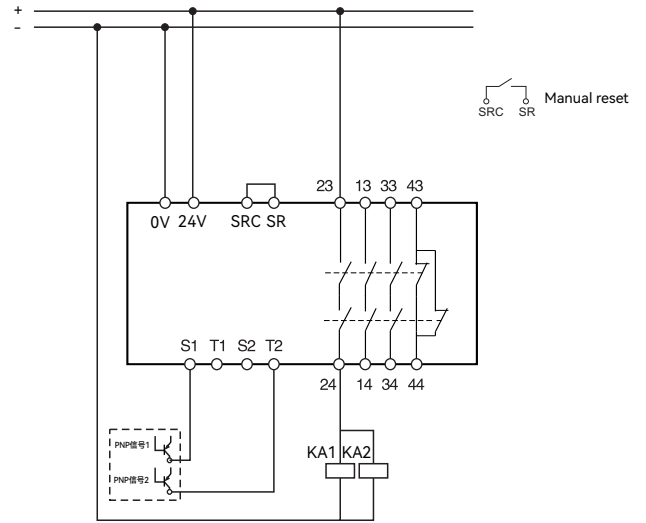 +
−
SRC SR
Manual reset
23 13 33 43
0V 24V SRC SR
S1 T1 S2 T2
24 14 34 44
PNP信号1
PNP信号2
KA1 KA2